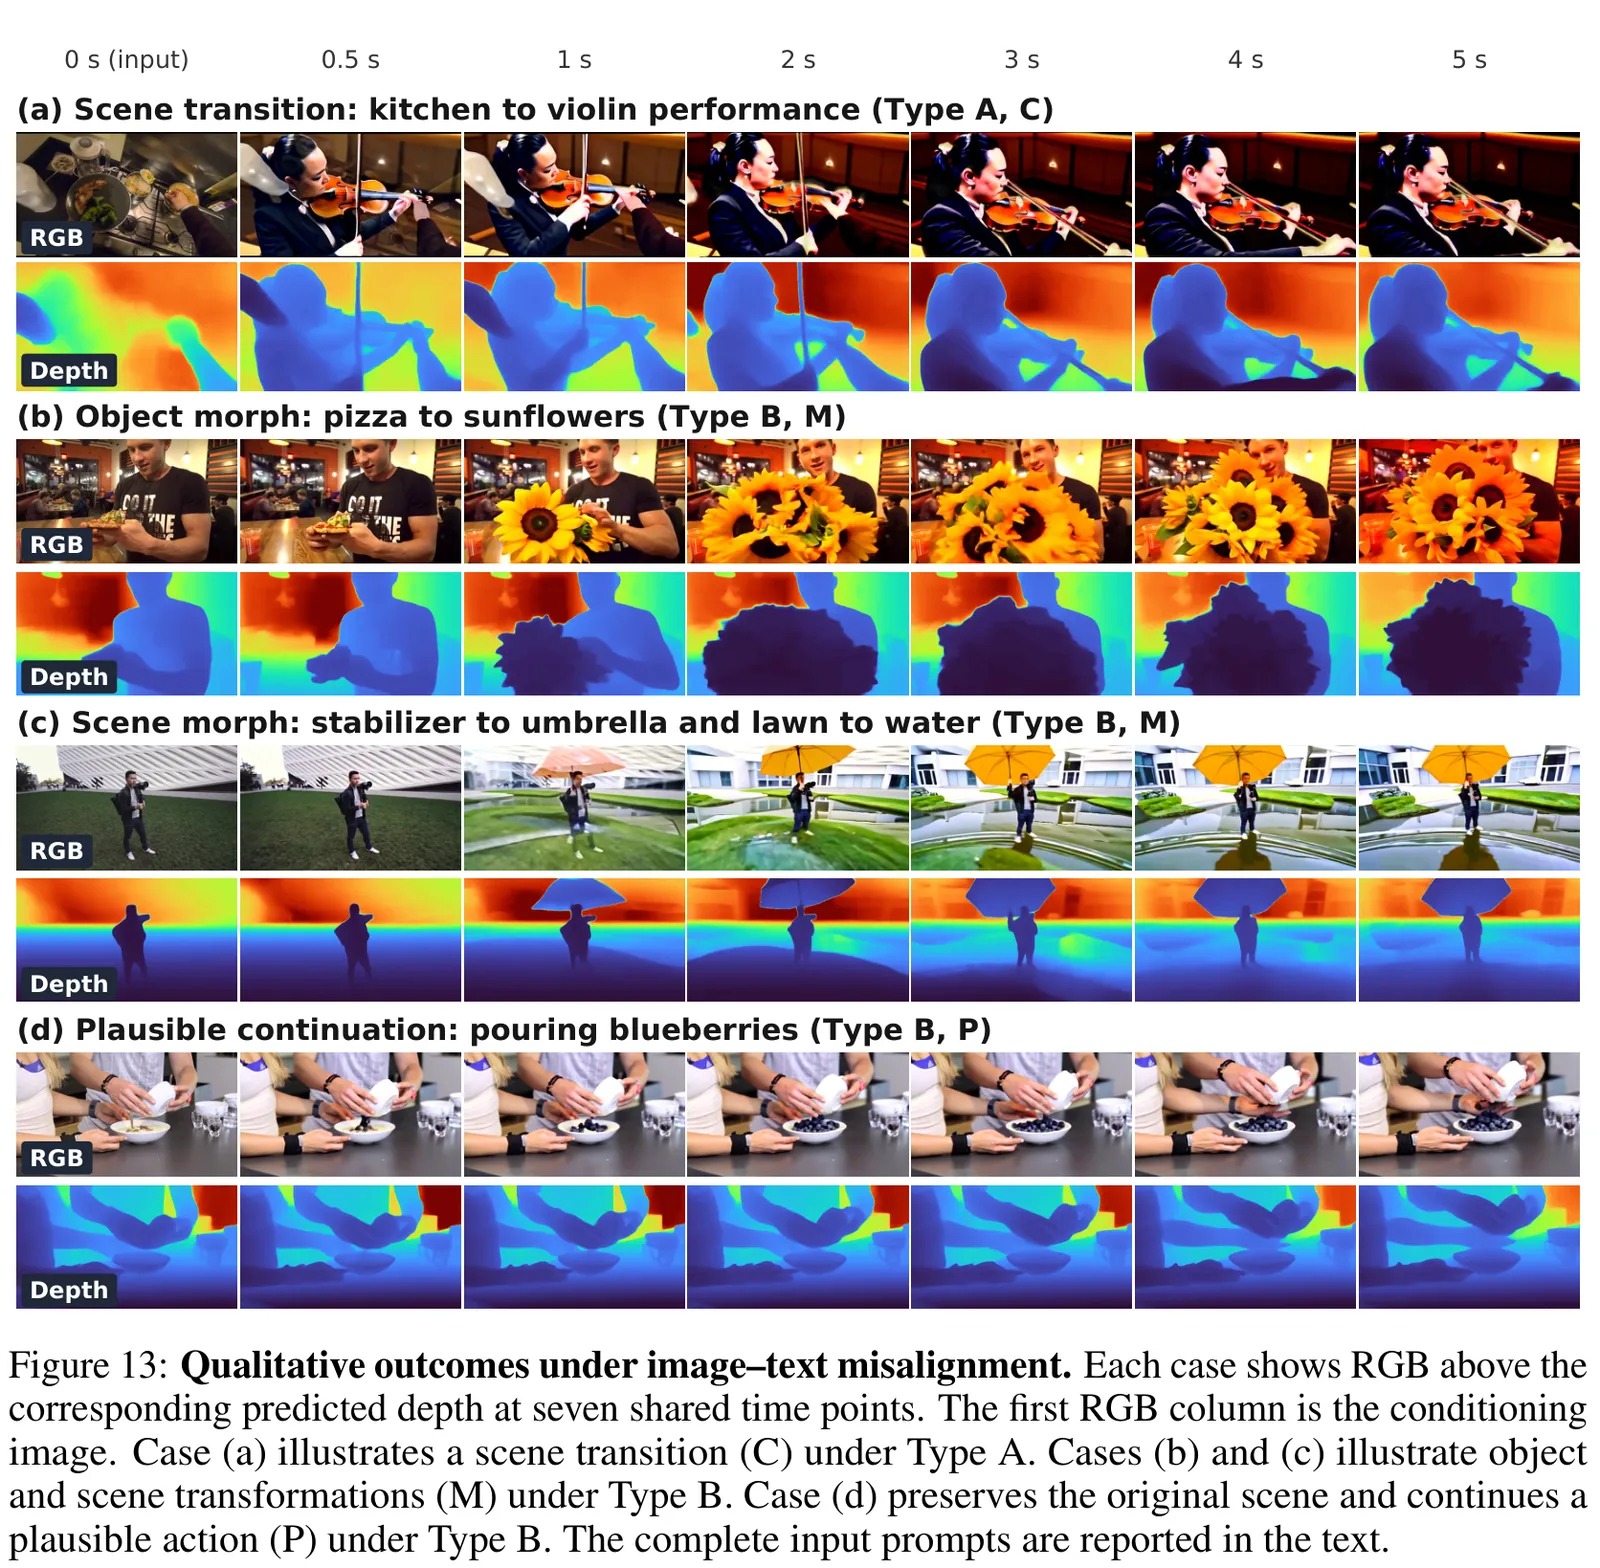 0 s (input) 0.5 s 1 s 2 s 3 s 4 s 5 s
(a) Scene transition: kitchen to violin performance (Type A, C)
RGB
Depth
(b) Object morph: pizza to sunflowers (Type B, M)
RGB
Depth
(c) Scene morph: stabilizer to umbrella and lawn to water (Type B, M)
RGB
Depth
(d) Plausible continuation: pouring blueberries (Type B, P)
RGB
Depth
Figure 13: Qualitative outcomes under image–text misalignment. Each case shows RGB above the
corresponding predicted depth at seven shared time points. The first RGB column is the conditioning
image. Case (a) illustrates a scene transition (C) under Type A. Cases (b) and (c) illustrate object
and scene transformations (M) under Type B. Case (d) preserves the original scene and continues a
plausible action (P) under Type B. The complete input prompts are reported in the text.